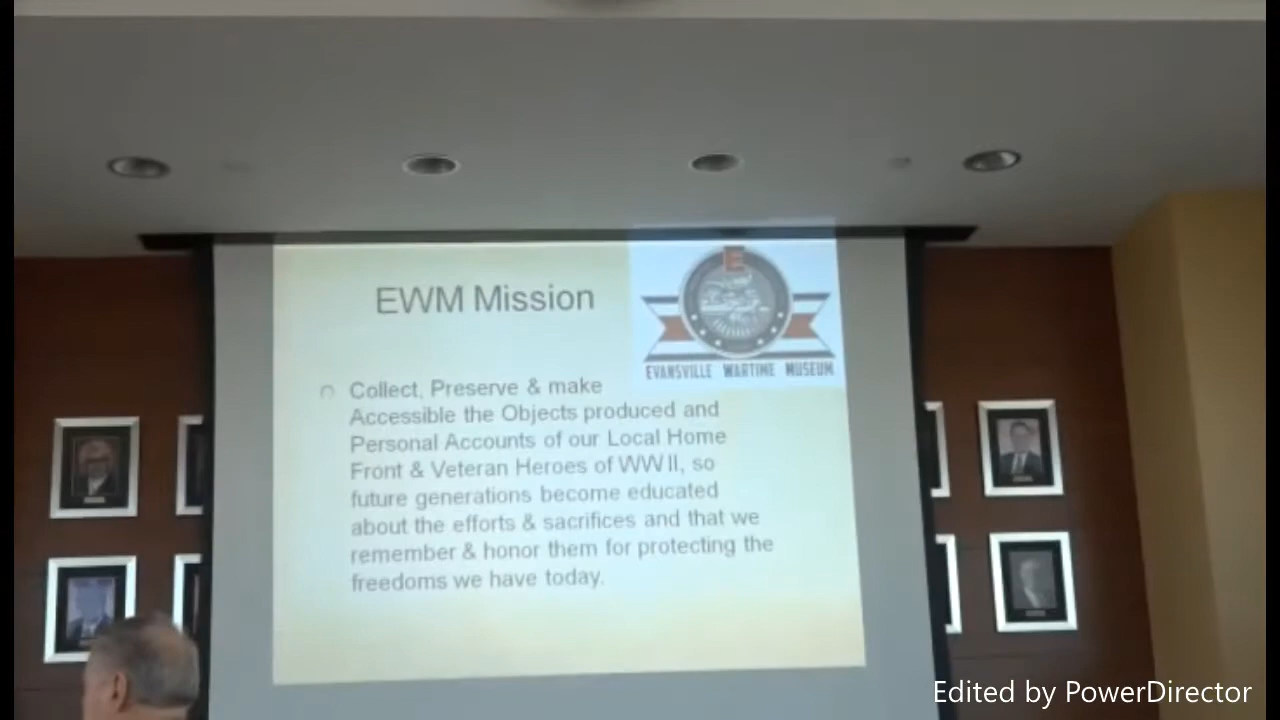 E
EVANSVILLE WARTIME MUSEUM
EWM Mission
Collect, Preserve & make
Accessible the Objects produced and
Personal Accounts of our Local Home
Front & Veteran Heroes of WWII, so
future generations become educated
about the efforts & sacrifices and that we
remember & honor them for protecting the
freedoms we have today.
Edited by PowerDirector